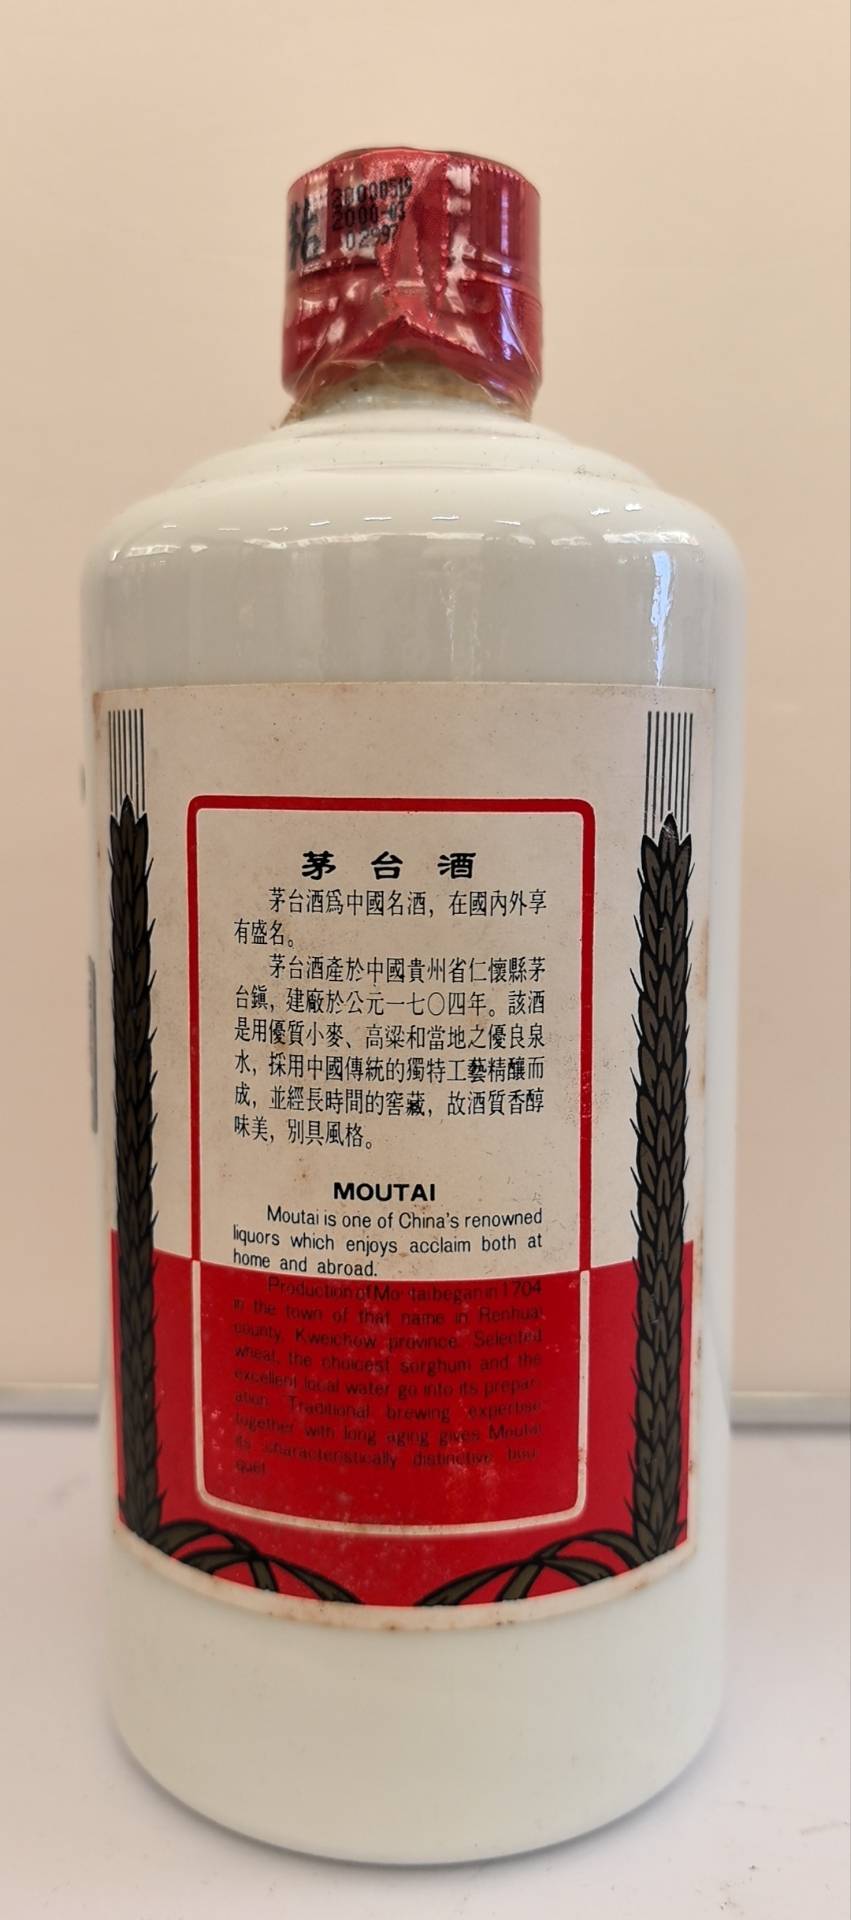 20000519
2000-03
02997
茅台酒
茅台酒爲中國名酒，在國內外享
有盛名。
茅台酒產於中國貴州省仁懷縣茅
台鎭，建廠於公元一七〇四年。該酒
是用優質小麥、高粱和當地之優良泉
水，採用中國傳統的獨特工藝精釀而
成，並經長時間的窖藏，故酒質香醇
味美，別具風格。
MOUTAI
Moutai is one of China's renowned
liquors which enjoys acclaim both at
home and abroad.
Production of Moutai began in 1704
in the town of that name in Renhuai
county, Kweichow province. Selected
wheat, the choicest sorghum and the
excellent local water go into its prepar-
ation. Traditional brewing expertise
together with long aging gives Moutai
its characteristically distinctive bou-
quet.